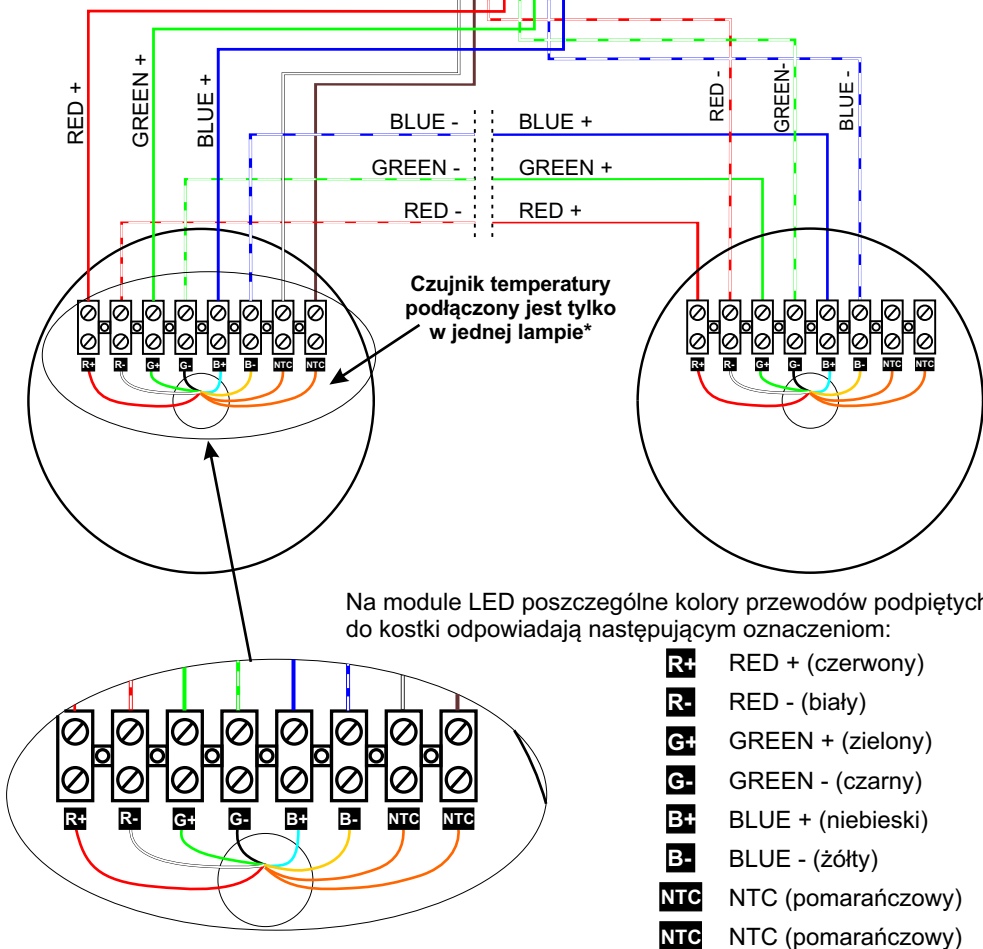 RED +
GREEN +
BLUE +
RED -
GREEN-
BLUE -
BLUE -
BLUE +
GREEN -
GREEN +
RED -
RED +
Czujnik temperatury
podłączony jest tylko
w jednej lampie*
R+ R- G+ G- B+ B- NTC NTC
R+ R- G+ G- B+ B- NTC NTC
Na module LED poszczególne kolory przewodów podpiętych
do kostki odpowiadają następującym oznaczeniom:
R+ RED + (czerwony)
R- RED - (biały)
G+ GREEN + (zielony)
G- GREEN - (czarny)
B+ BLUE + (niebieski)
B- BLUE - (żółty)
NTC NTC (pomarańczowy)
NTC NTC (pomarańczowy)
R+ R- G+ G- B+ B- NTC NTC